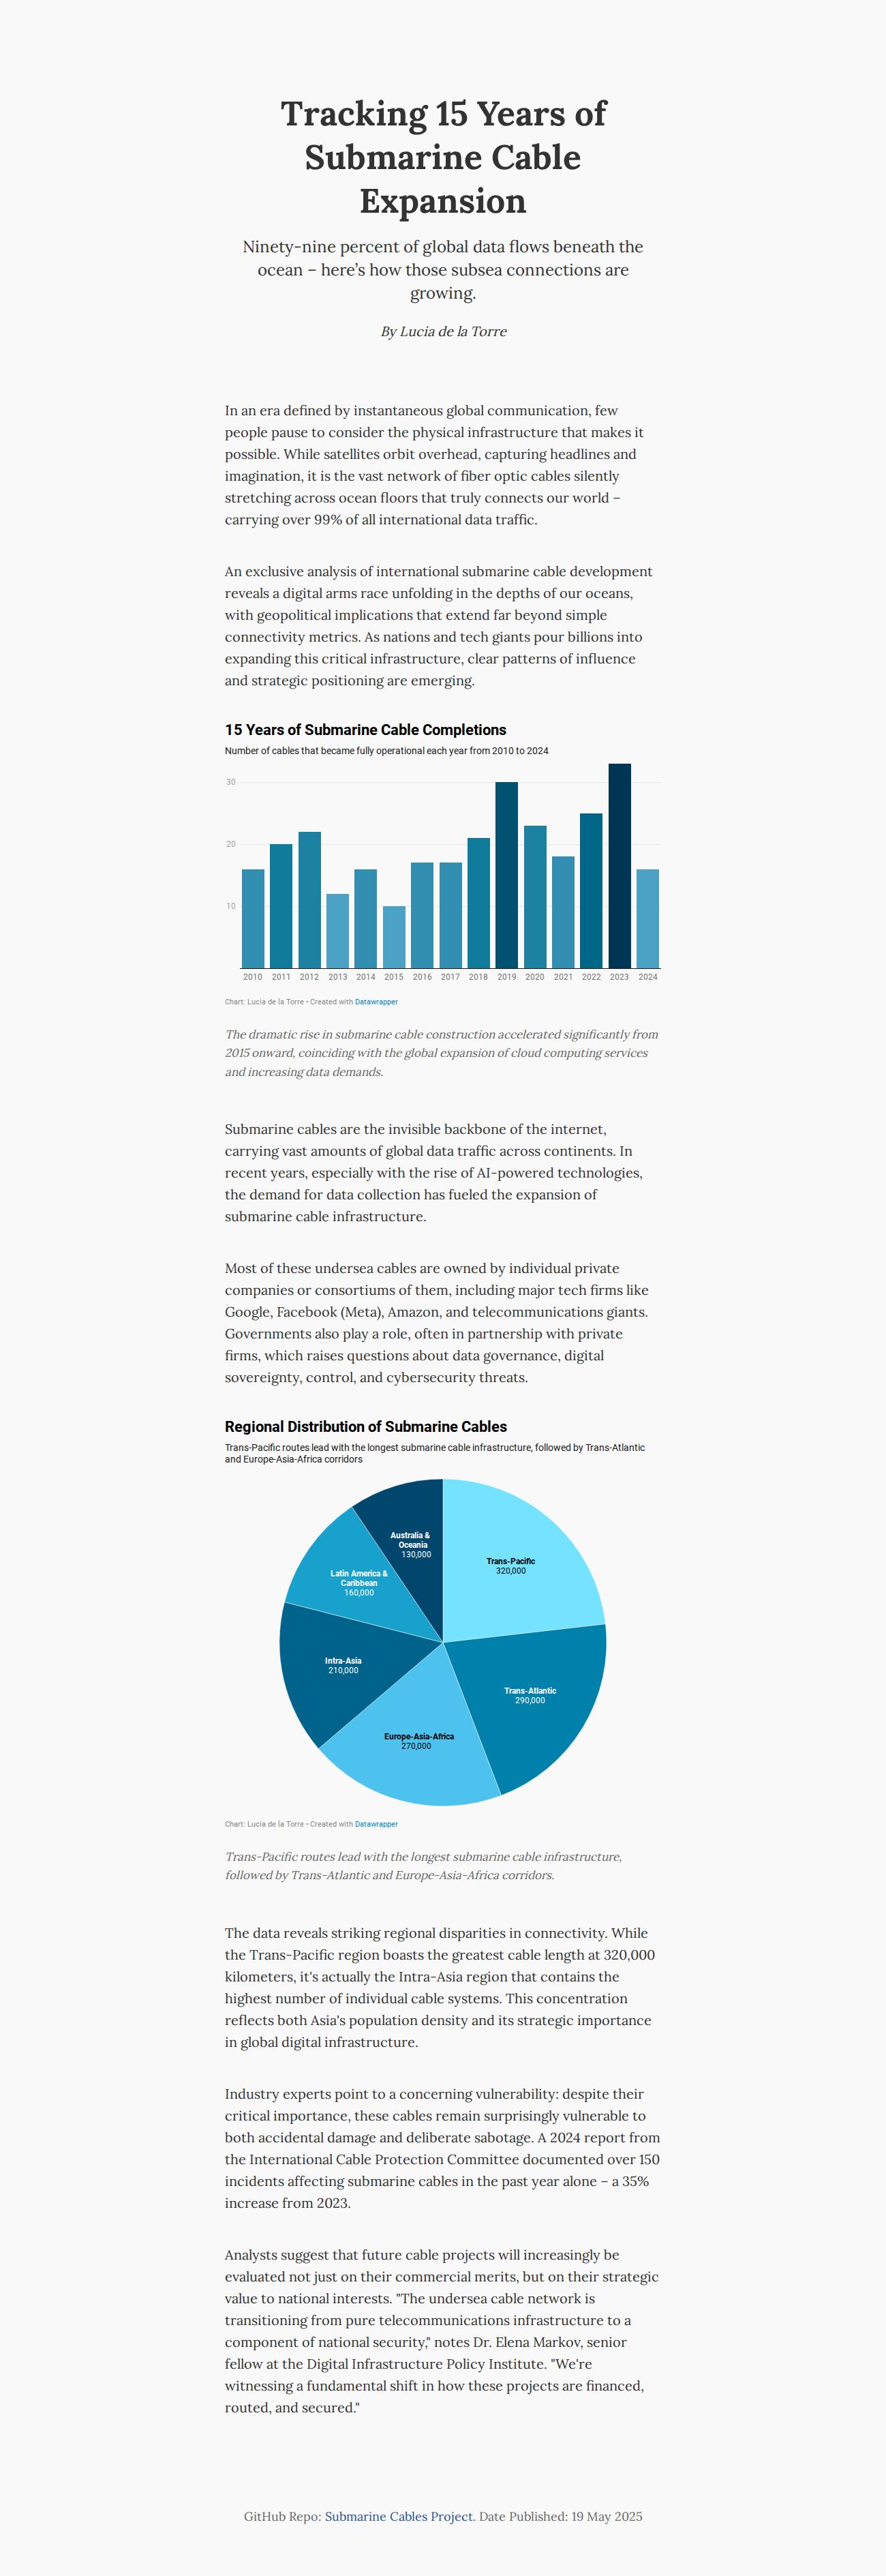 Tracking 15 Years of
Submarine Cable
Expansion
Ninety-nine percent of global data flows beneath the
ocean – here’s how those subsea connections are
growing.
By Lucia de la Torre
In an era defined by instantaneous global communication, few
people pause to consider the physical infrastructure that makes it
possible. While satellites orbit overhead, capturing headlines and
imagination, it is the vast network of fiber optic cables silently
stretching across ocean floors that truly connects our world –
carrying over 99% of all international data traffic.
An exclusive analysis of international submarine cable development
reveals a digital arms race unfolding in the depths of our oceans,
with geopolitical implications that extend far beyond simple
connectivity metrics. As nations and tech giants pour billions into
expanding this critical infrastructure, clear patterns of influence
and strategic positioning are emerging.
15 Years of Submarine Cable Completions
Number of cables that became fully operational each year from 2010 to 2024
30
20
10
2010 2011 2012 2013 2014 2015 2016 2017 2018 2019 2020 2021 2022 2023 2024
Chart: Lucia de la Torre • Created with Datawrapper
The dramatic rise in submarine cable construction accelerated significantly from
2015 onward, coinciding with the global expansion of cloud computing services
and increasing data demands.
Submarine cables are the invisible backbone of the internet,
carrying vast amounts of global data traffic across continents. In
recent years, especially with the rise of AI-powered technologies,
the demand for data collection has fueled the expansion of
submarine cable infrastructure.
Most of these undersea cables are owned by individual private
companies or consortiums of them, including major tech firms like
Google, Facebook (Meta), Amazon, and telecommunications giants.
Governments also play a role, often in partnership with private
firms, which raises questions about data governance, digital
sovereignty, control, and cybersecurity threats.
Regional Distribution of Submarine Cables
Trans-Pacific routes lead with the longest submarine cable infrastructure, followed by Trans-Atlantic
and Europe-Asia-Africa corridors
Australia &
Oceania
130,000
Trans-Pacific
320,000
Latin America &
Caribbean
160,000
Intra-Asia
210,000
Trans-Atlantic
290,000
Europe-Asia-Africa
270,000
Chart: Lucia de la Torre • Created with Datawrapper
Trans-Pacific routes lead with the longest submarine cable infrastructure,
followed by Trans-Atlantic and Europe-Asia-Africa corridors.
The data reveals striking regional disparities in connectivity. While
the Trans-Pacific region boasts the greatest cable length at 320,000
kilometers, it's actually the Intra-Asia region that contains the
highest number of individual cable systems. This concentration
reflects both Asia's population density and its strategic importance
in global digital infrastructure.
Industry experts point to a concerning vulnerability: despite their
critical importance, these cables remain surprisingly vulnerable to
both accidental damage and deliberate sabotage. A 2024 report from
the International Cable Protection Committee documented over 150
incidents affecting submarine cables in the past year alone – a 35%
increase from 2023.
Analysts suggest that future cable projects will increasingly be
evaluated not just on their commercial merits, but on their strategic
value to national interests. "The undersea cable network is
transitioning from pure telecommunications infrastructure to a
component of national security," notes Dr. Elena Markov, senior
fellow at the Digital Infrastructure Policy Institute. "We're
witnessing a fundamental shift in how these projects are financed,
routed, and secured."
GitHub Repo: Submarine Cables Project. Date Published: 19 May 2025